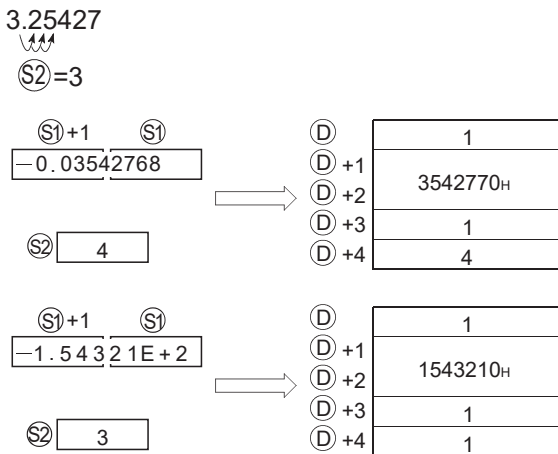 3.25427
S2=3
S1+1 S1
−0.03542768
S2 4
D 1
D+1
3542770H
D+2
D+3 1
D+4 4
S1+1 S1
−1.54321E+2
S2 3
D 1
D+1
1543210H
D+2
D+3 1
D+4 1